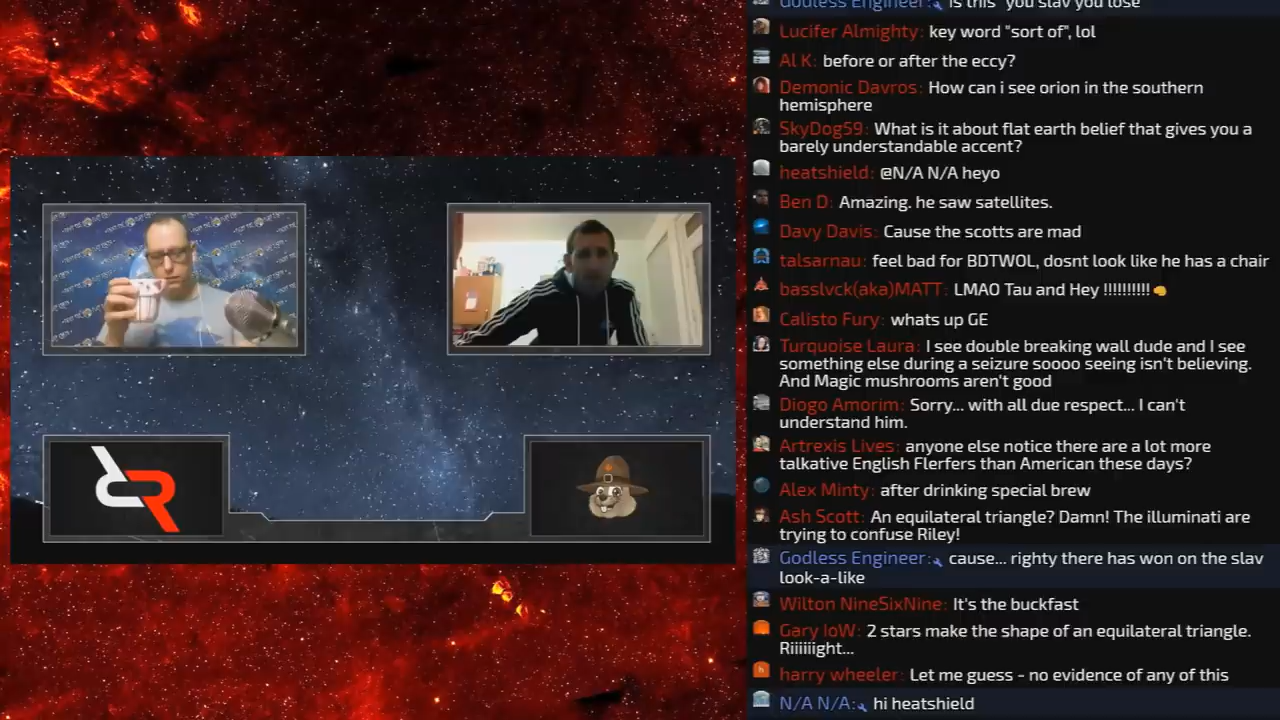 Godless Engineer: is this "you slav you lose"
Lucifer Almighty: key word "sort of", lol
Al K: before or after the eccy?
Demonic Davros: How can i see orion in the southern
hemisphere
SkyDog59: What is it about flat earth belief that gives you a
barely understandable accent?
heatshield: @N/A N/A heyo
Ben D: Amazing. he saw satellites.
Davy Davis: Cause the scotts are mad
talsarnau: feel bad for BDTWOL, dosnt look like he has a chair
basslvck(aka)MATT: LMAO Tau and Hey !!!!!!!!!!
Calisto Fury: whats up GE
Turquoise Laura: I see double breaking wall dude and I see
something else during a seizure soooo seeing isn't believing.
And Magic mushrooms aren't good
Diogo Amorim: Sorry... with all due respect... I can't
understand him.
Artrexis Lives: anyone else notice there are a lot more
talkative English Flerfers than American these days?
Alex Minty: after drinking special brew
Ash Scott: An equilateral triangle? Damn! The illuminati are
trying to confuse Riley!
Godless Engineer: cause... righty there has won on the slav
look-a-like
Wilton NineSixNine: It's the buckfast
Gary IoW: 2 stars make the shape of an equilateral triangle.
Riiiiiight...
harry wheeler: Let me guess - no evidence of any of this
N/A N/A: hi heatshield